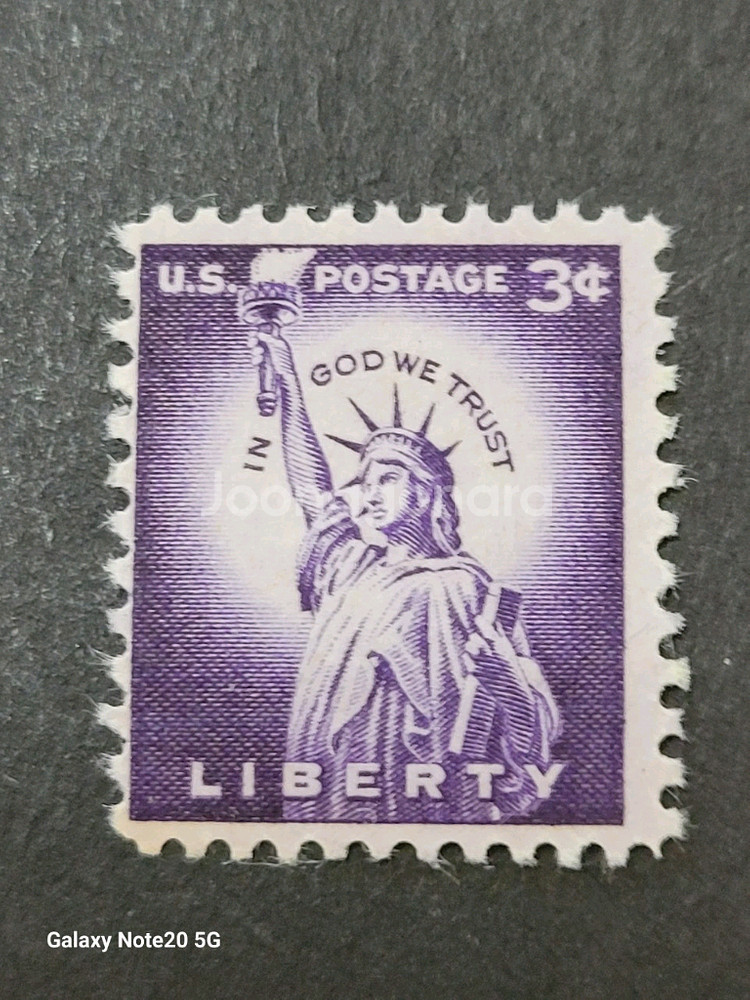 U.S. POSTAGE 3¢
IN GOD WE TRUST
LIBERTY
Galaxy Note20 5G